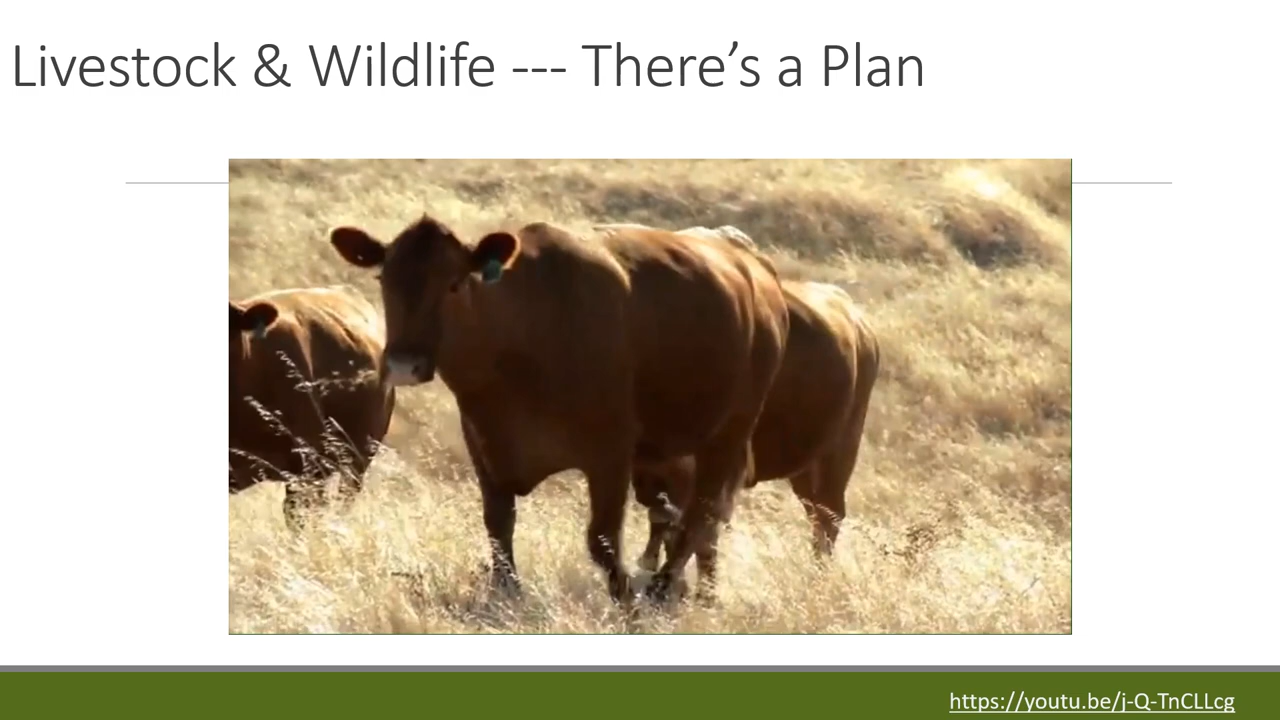 Livestock & Wildlife --- There’s a Plan
https://youtu.be/j-Q-TnCLLcg